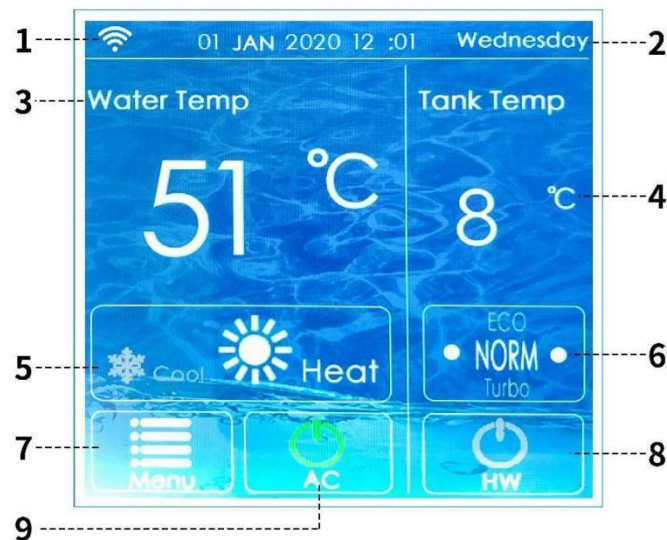 1
01 JAN 2020 12 :01
Wednesday
2
3
Water Temp
Tank Temp
51 °C
8 °C
4
5
Cool
Heat
ECO
NORM
Turbo
6
7
Menu
AC
HW
8
9